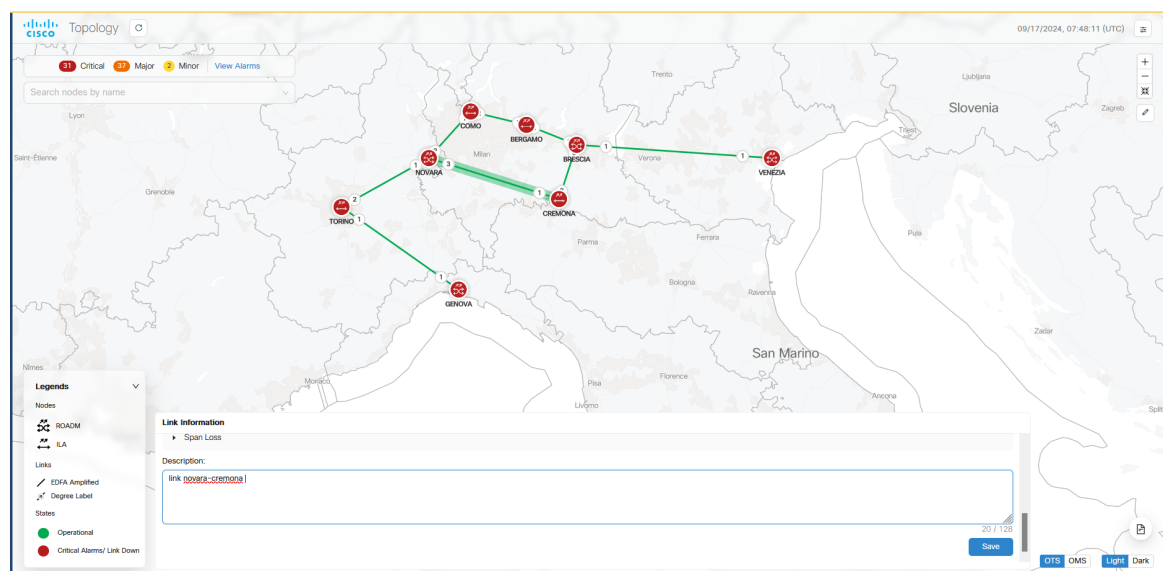 CISCO Topology
09/17/2024, 07:48:11 (UTC)
31 Critical 37 Major 2 Minor View Alarms
Search nodes by name
Lyon
Trento
Ljubljana
Slovenia
Zagreb
Triest
COMO
BERGAMO
Saint-Étienne
Milan
BRESCIA
1
Verona
1
VENEZIA
1
3
NOVARA
Grenoble
2
1
CREMONA
TORINO
1
Parma
Ferrara
Pula
1
Bologna
Ravenna
GENOVA
Zadar
San Marino
Nîmes
Monaco
Florence
Pisa
Ancona
Livorno
Split
Legends
Nodes
ROADM
ILA
Links
EDFA Amplified
Degree Label
States
Operational
Critical Alarms/ Link Down
Link Information
Span Loss
Description:
link novara-cremona
20 / 128
Save
OTS OMS Light Dark